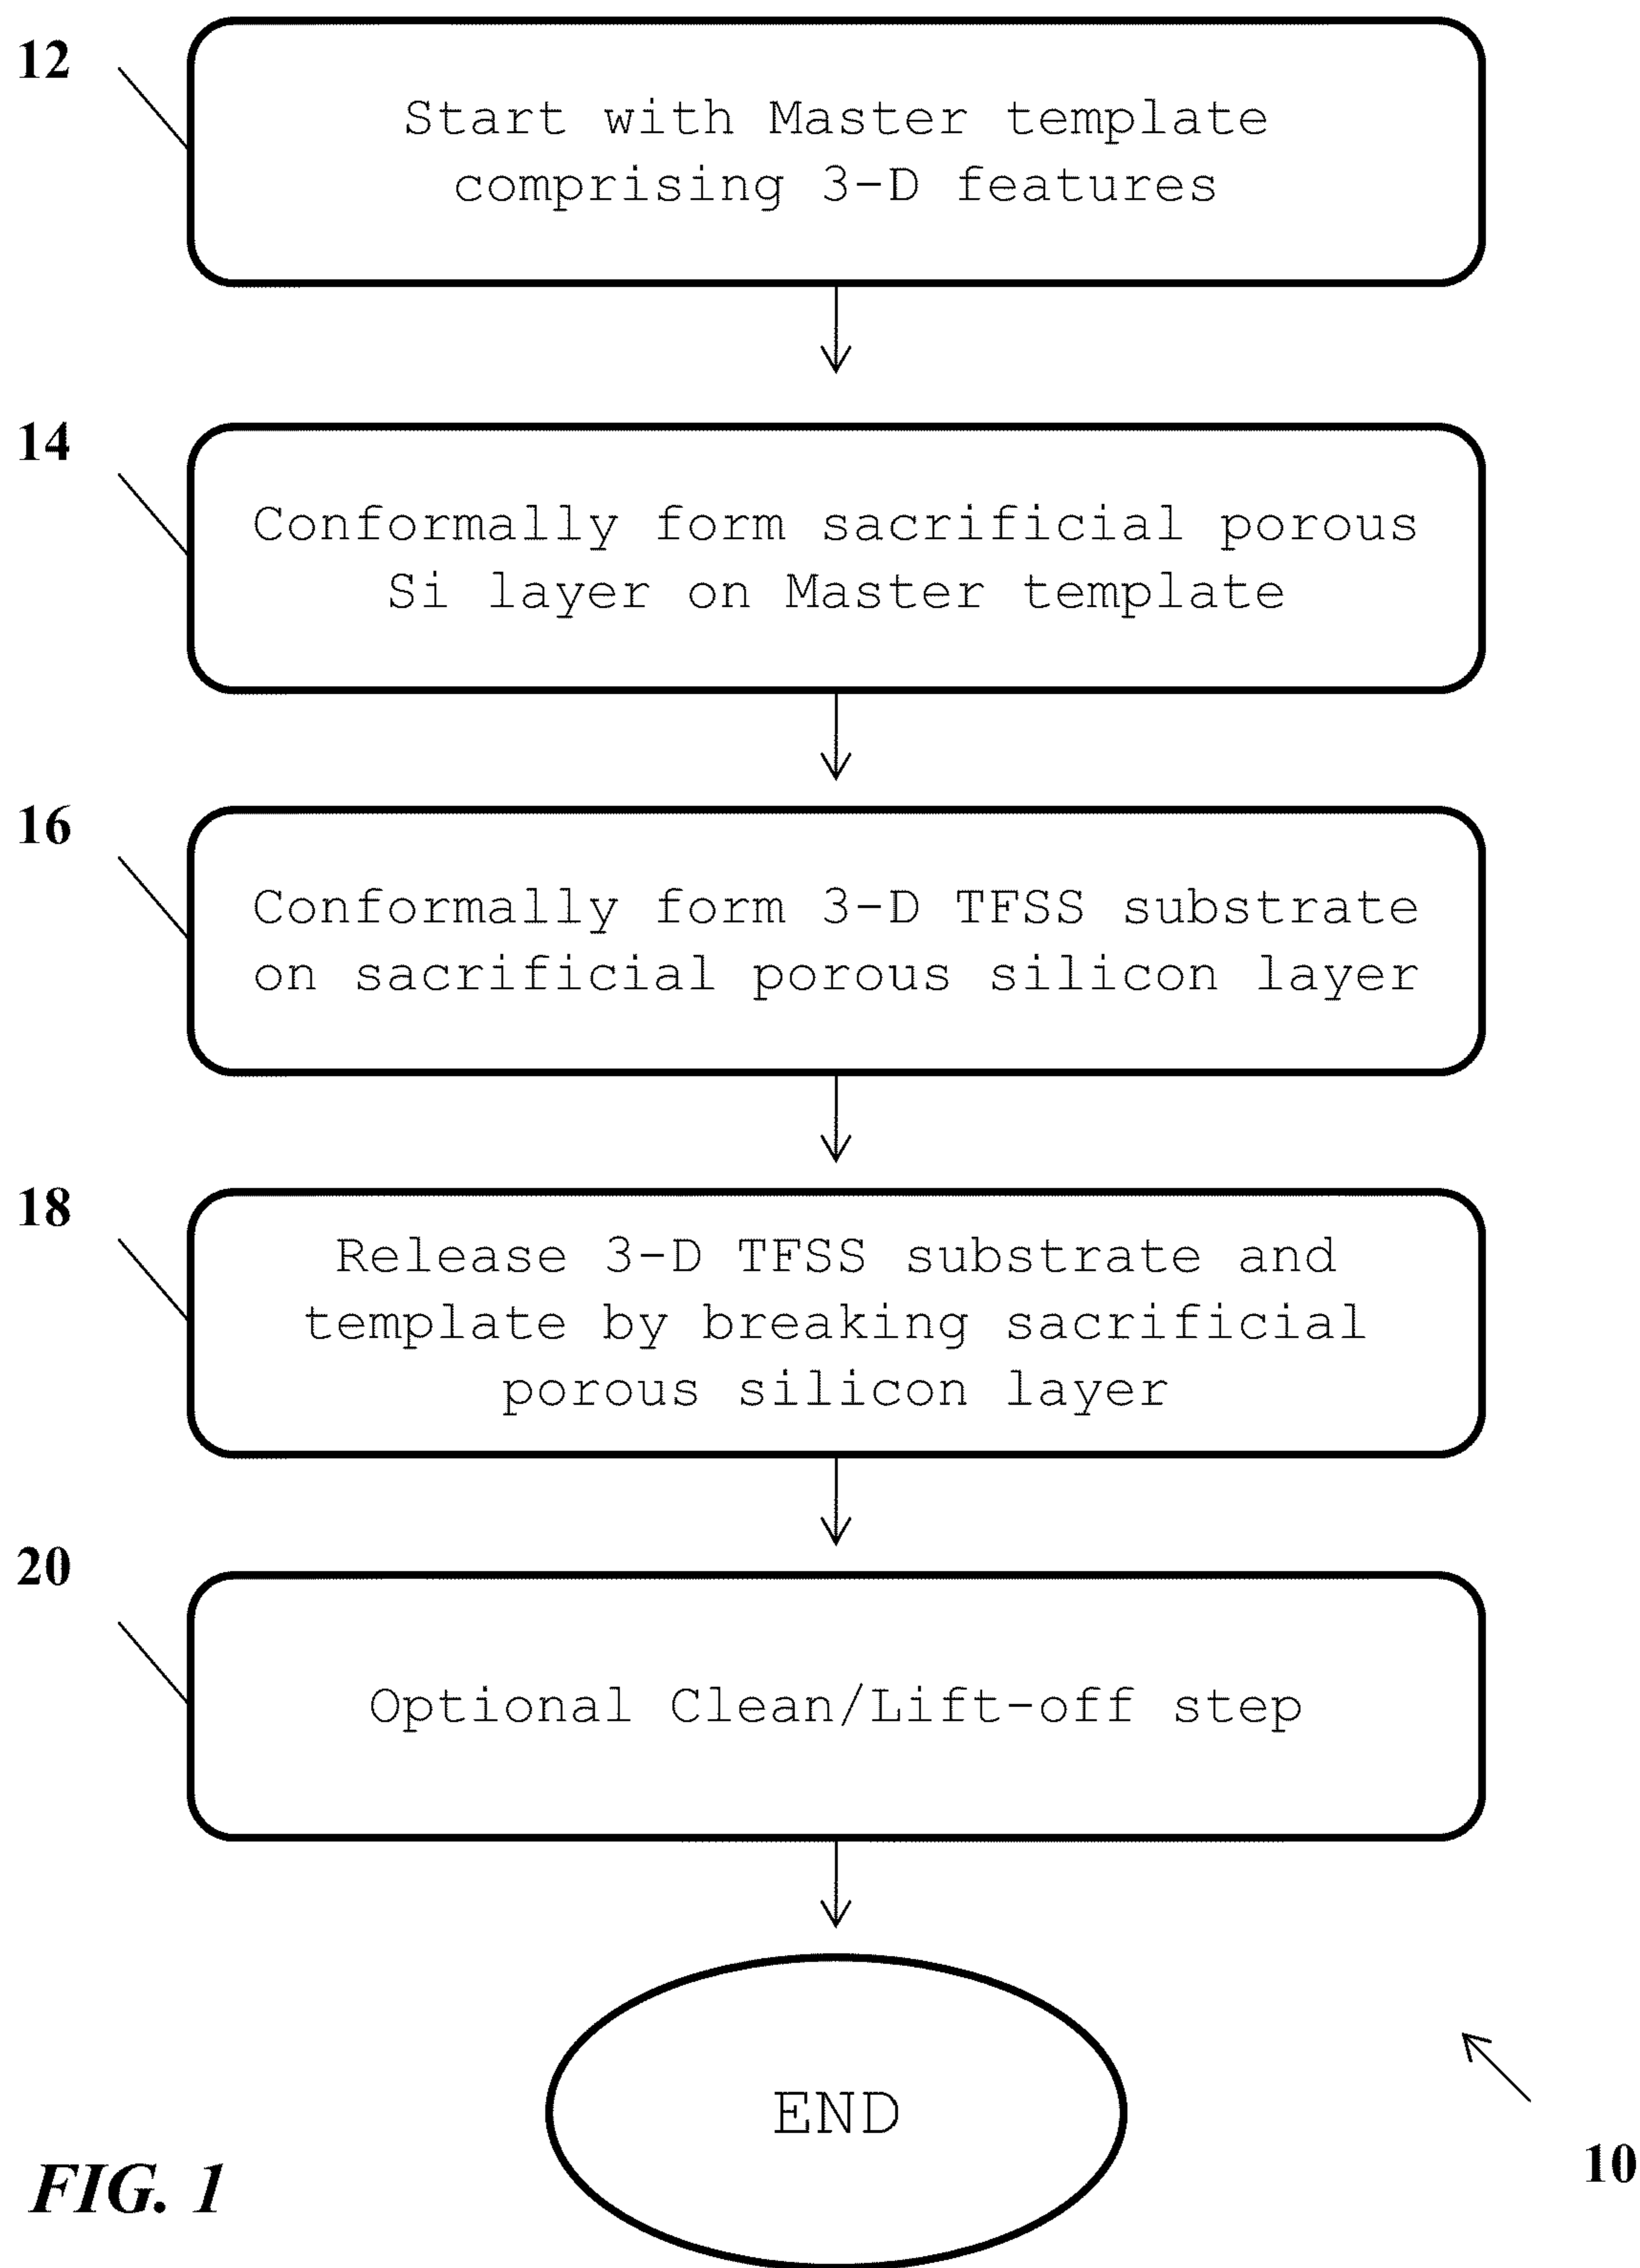 12
Start with Master template
comprising 3-D features
14
Conformally form sacrificial porous
Si layer on Master template
16
Conformally form 3-D TFSS substrate
on sacrificial porous silicon layer
18
Release 3-D TFSS substrate and
template by breaking sacrificial
porous silicon layer
20
Optional Clean/Lift-off step
END
10
FIG. 1